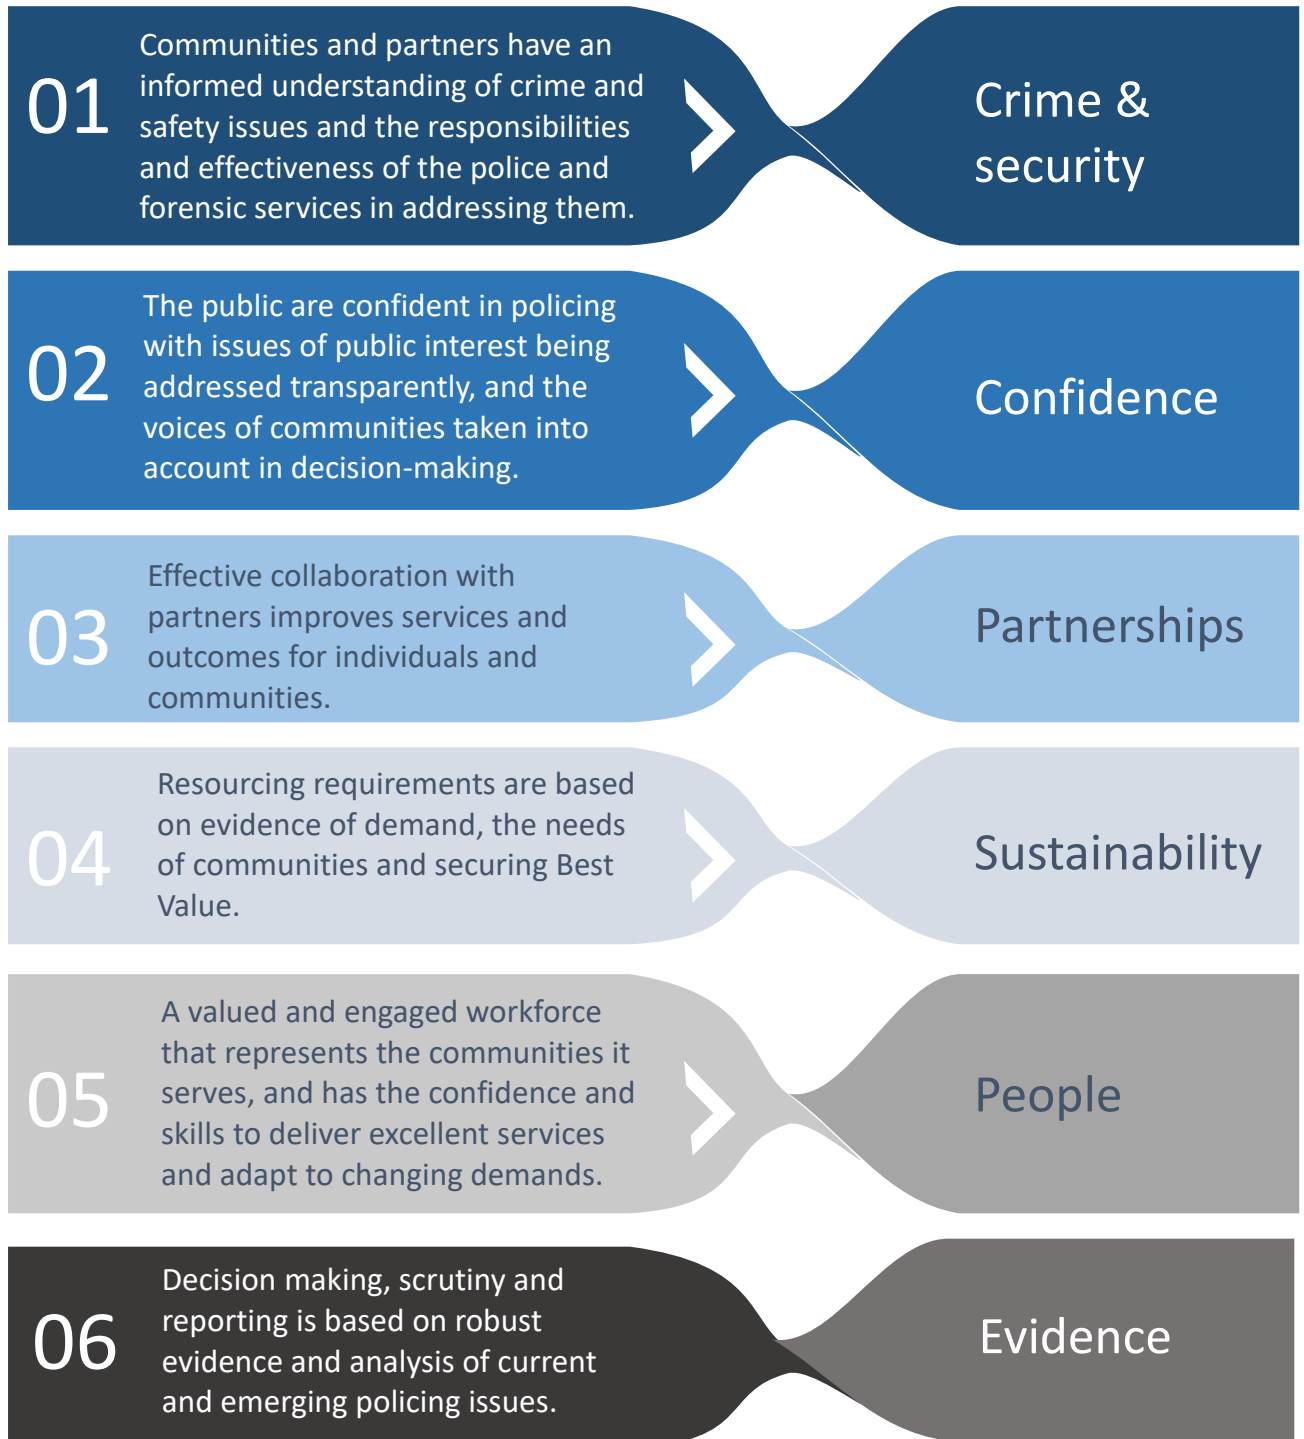 01
Communities and partners have an
informed understanding of crime and
safety issues and the responsibilities
and effectiveness of the police and
forensic services in addressing them.
Crime &
security
02
The public are confident in policing
with issues of public interest being
addressed transparently, and the
voices of communities taken into
account in decision-making.
Confidence
03
Effective collaboration with
partners improves services and
outcomes for individuals and
communities.
Partnerships
04
Resourcing requirements are based
on evidence of demand, the needs
of communities and securing Best
Value.
Sustainability
05
A valued and engaged workforce
that represents the communities it
serves, and has the confidence and
skills to deliver excellent services
and adapt to changing demands.
People
06
Decision making, scrutiny and
reporting is based on robust
evidence and analysis of current
and emerging policing issues.
Evidence